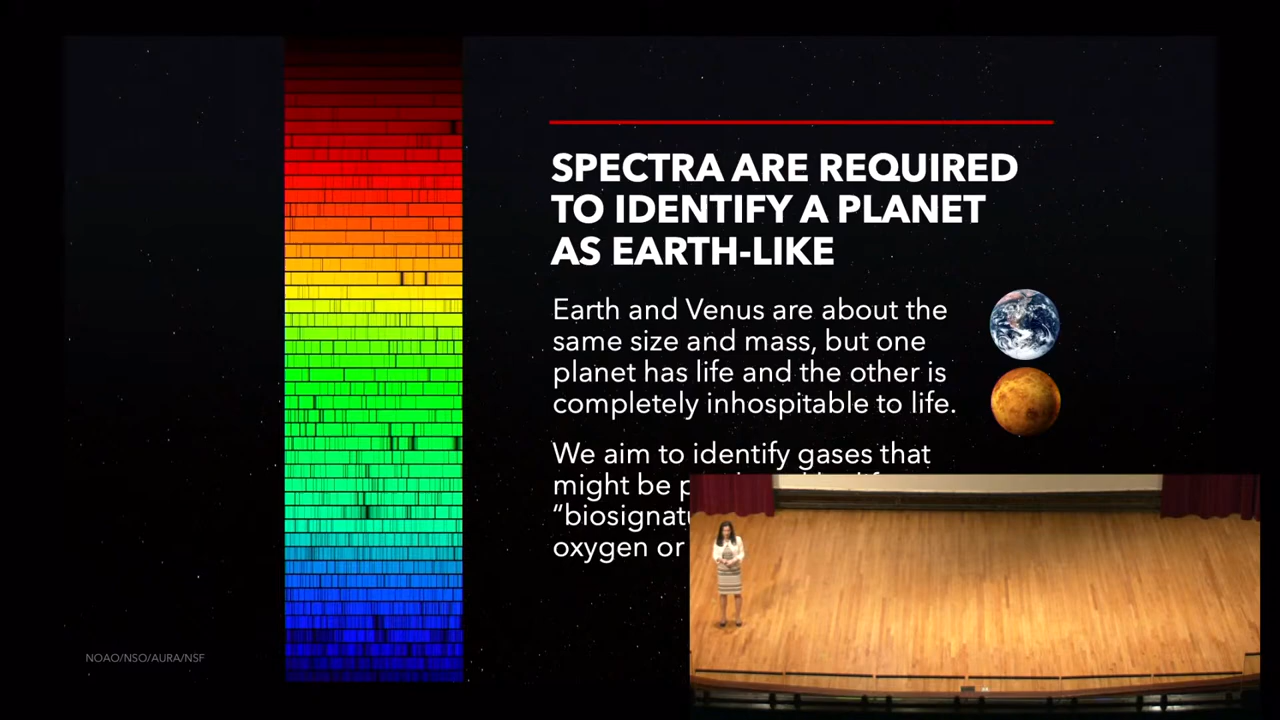 SPECTRA ARE REQUIRED
TO IDENTIFY A PLANET
AS EARTH-LIKE
Earth and Venus are about the
same size and mass, but one
planet has life and the other is
completely inhospitable to life.
We aim to identify gases that
might be
oxygen or
NOAO/NSO/AURA/NSF